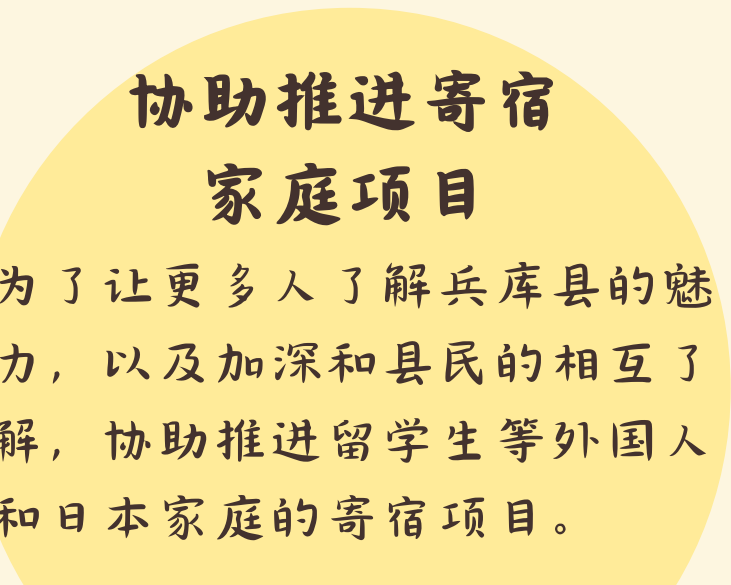 协助推进寄宿
家庭项目
为了让更多人了解兵库县的魅
力，以及加深和县民的相互了
解，协助推进留学生等外国人
和日本家庭的寄宿项目。